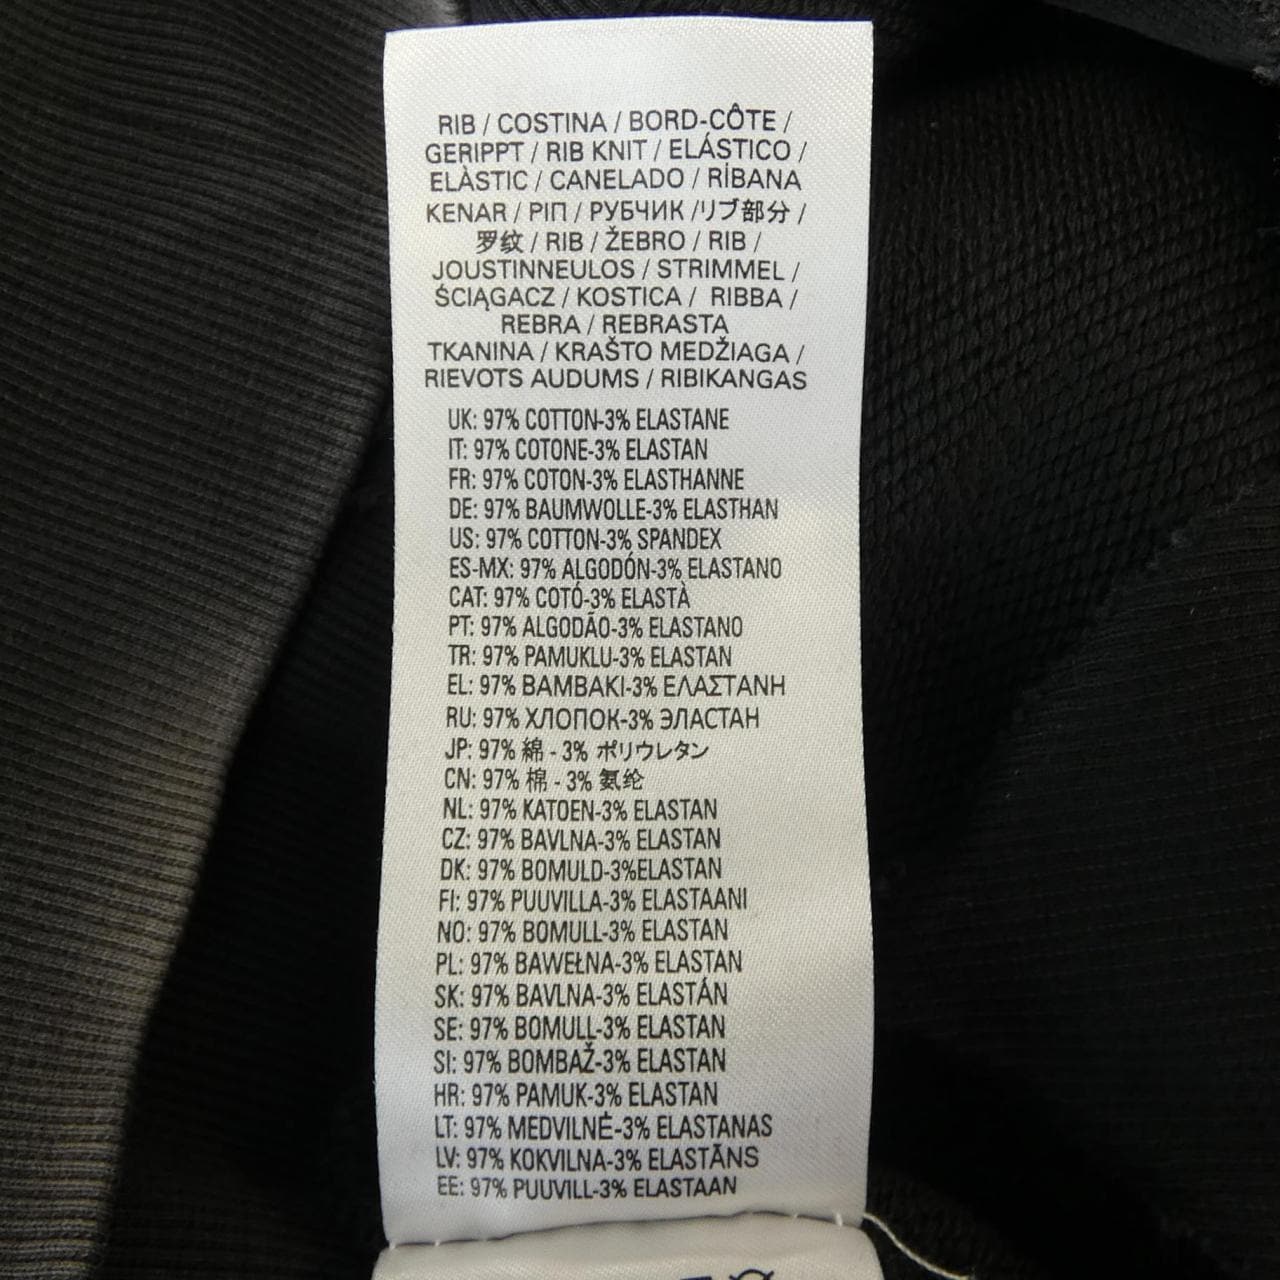 RIB / COSTINA / BORD-CÔTE /
GERIPPT / RIB KNIT / ELÁSTICO /
ELÀSTIC / CANELADO / RİBANA
KENAR / ΡΙΠ / РУБЧИК /リブ部分 /
罗纹 / RIB / ŽEBRO / RIB /
JOUSTINNEULOS / STRIMMEL /
ŚCIĄGACZ / KOSTICA / RIBBA /
REBRA / REBRASTA
TKANINA / KRAŠTO MEDŽIAGA /
RIEVOTS AUDUMS / RIBIKANGAS
UK: 97% COTTON-3% ELASTANE
IT: 97% COTONE-3% ELASTAN
FR: 97% COTON-3% ELASTHANNE
DE: 97% BAUMWOLLE-3% ELASTHAN
US: 97% COTTON-3% SPANDEX
ES-MX: 97% ALGODÓN-3% ELASTANO
CAT: 97% COTÓ-3% ELASTÀ
PT: 97% ALGODÃO-3% ELASTANO
TR: 97% PAMUKLU-3% ELASTAN
EL: 97% ΒΑΜΒΑΚΙ-3% ΕΛΑΣΤΑΝΗ
RU: 97% ХЛОПОК-3% ЭЛАСТАН
JP: 97% 綿 - 3% ポリウレタン
CN: 97% 棉 - 3% 氨纶
NL: 97% KATOEN-3% ELASTAN
CZ: 97% BAVLNA-3% ELASTAN
DK: 97% BOMULD-3%ELASTAN
FI: 97% PUUVILLA-3% ELASTAANI
NO: 97% BOMULL-3% ELASTAN
PL: 97% BAWEŁNA-3% ELASTAN
SK: 97% BAVLNA-3% ELASTÁN
SE: 97% BOMULL-3% ELASTAN
SI: 97% BOMBAŽ-3% ELASTAN
HR: 97% PAMUK-3% ELASTAN
LT: 97% MEDVILNĖ-3% ELASTANAS
LV: 97% KOKVILNA-3% ELASTĀNS
EE: 97% PUUVILL-3% ELASTAAN